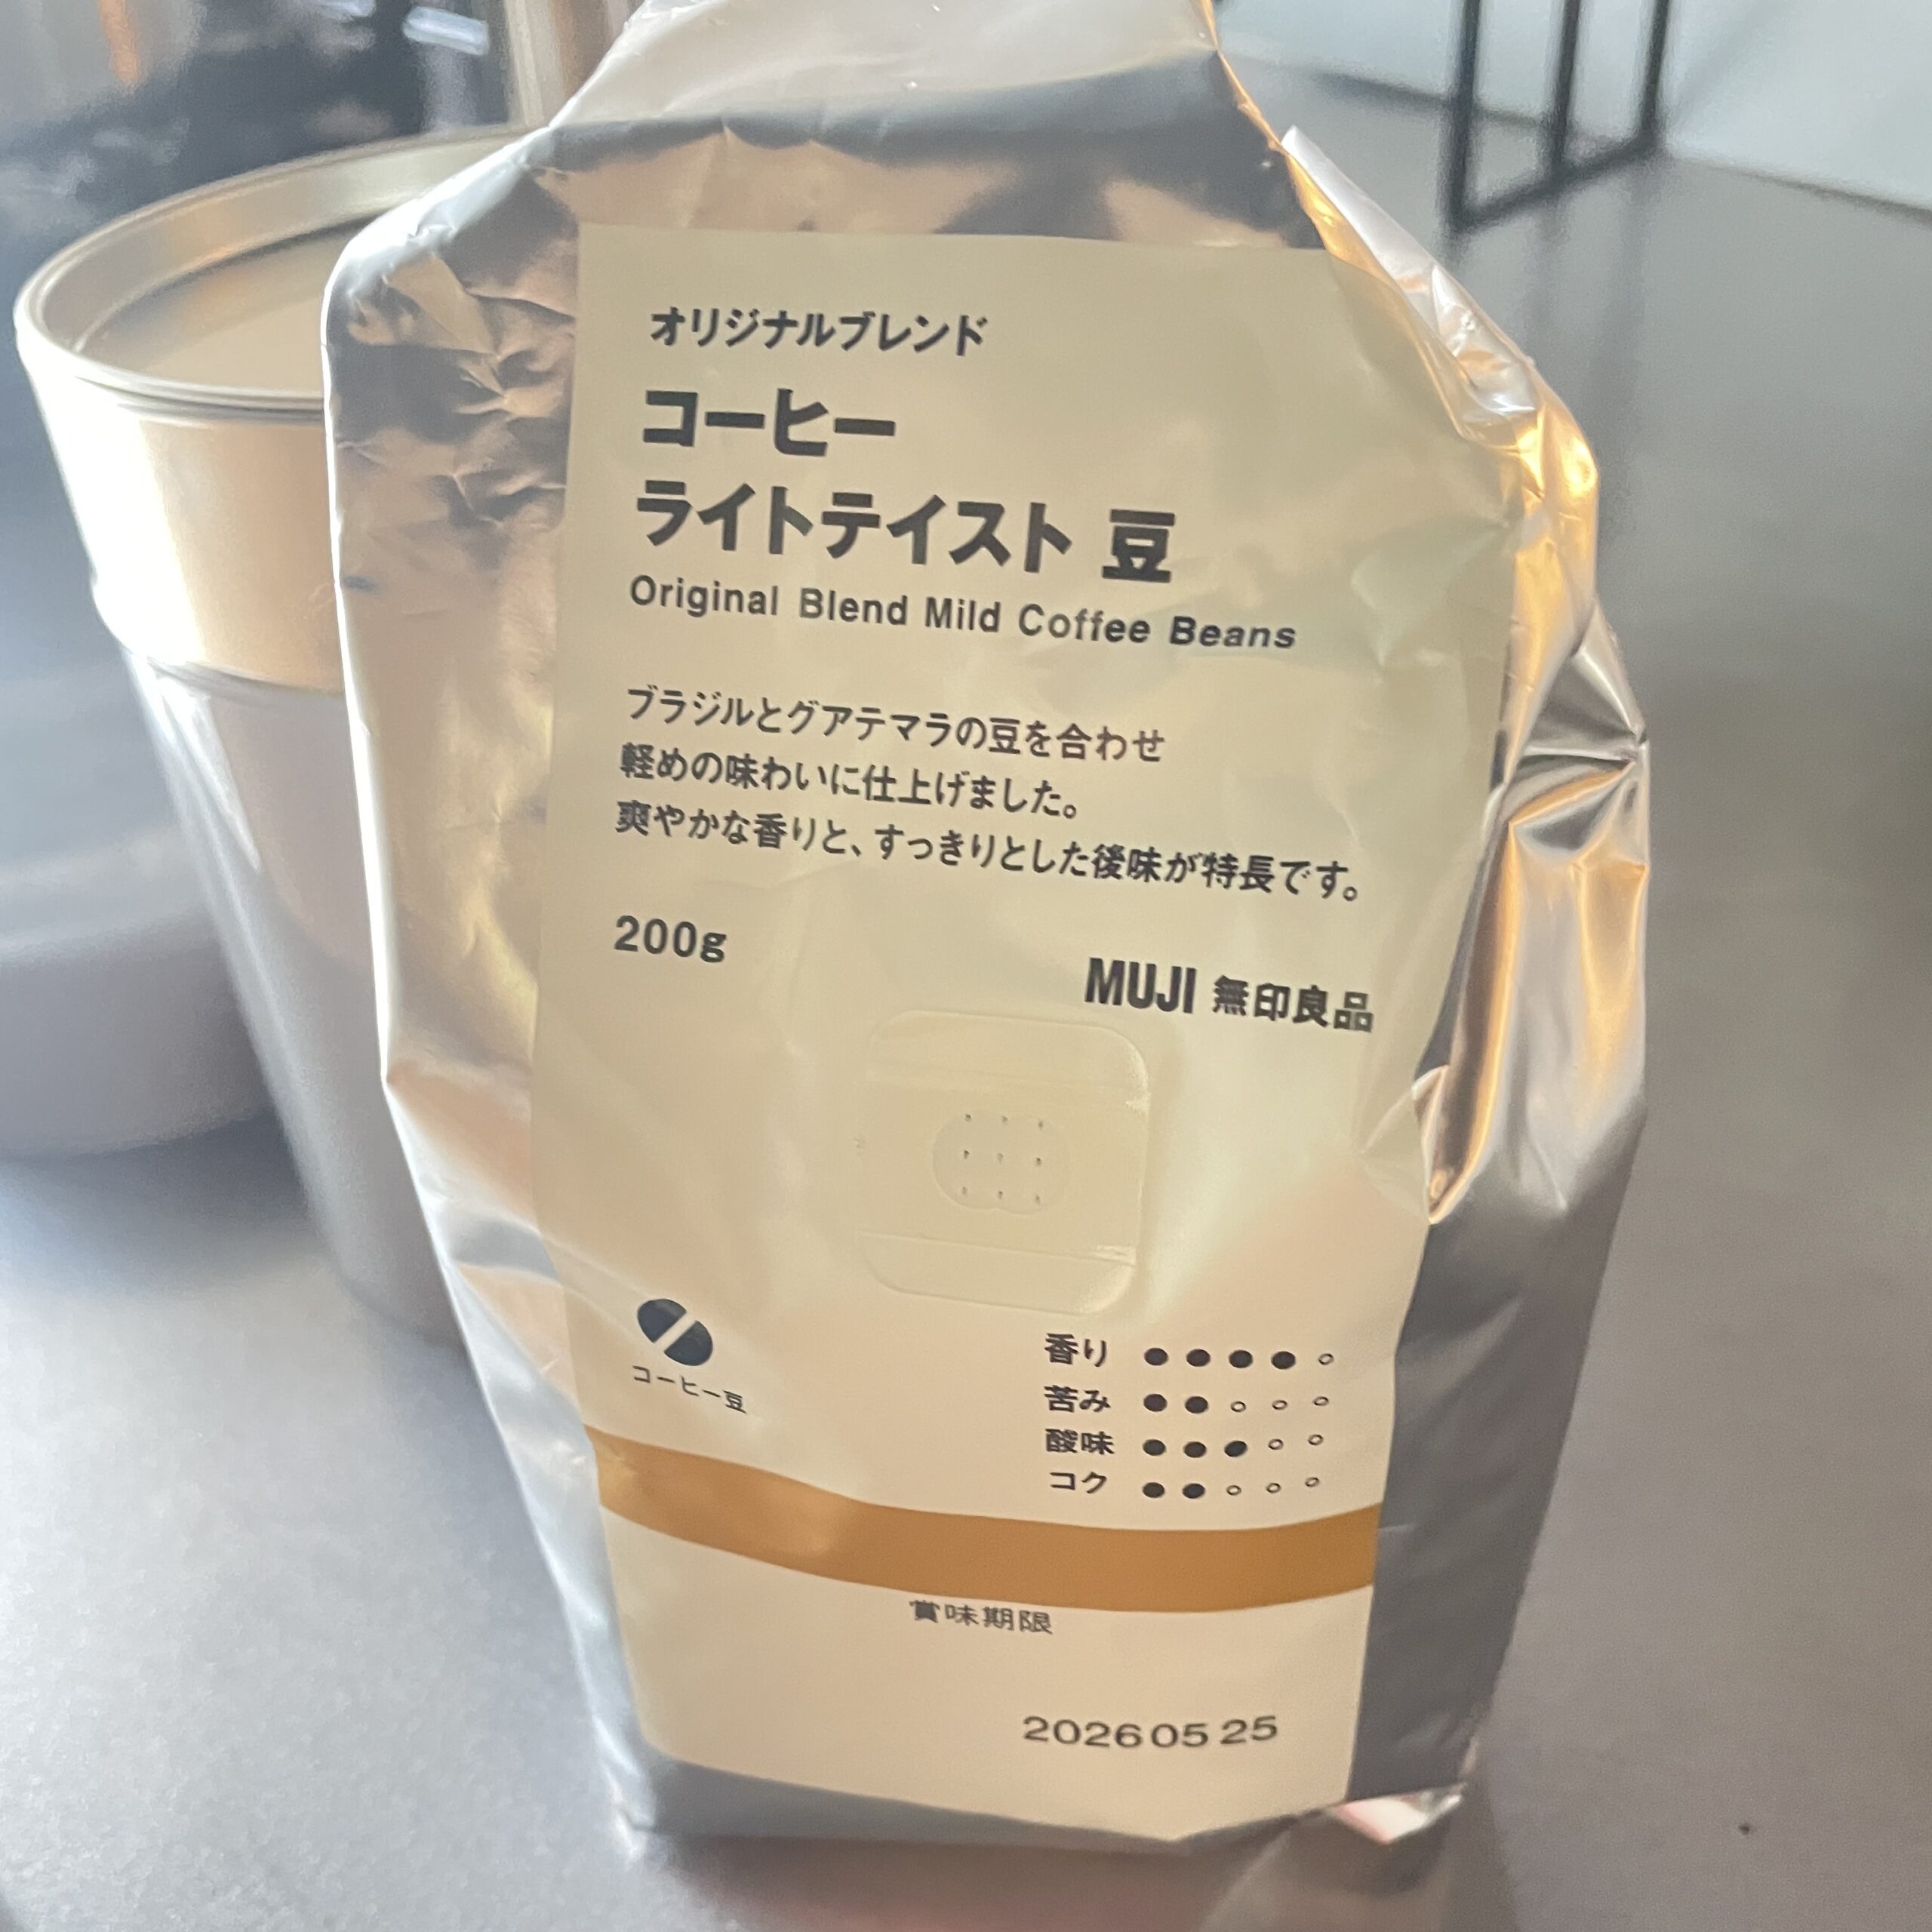 オリジナルブレンド
コーヒー
ライトテイスト 豆
Original Blend Mild Coffee Beans
ブラジルとグアテマラの豆を合わせ
軽めの味わいに仕上げました。
爽やかな香りと、すっきりとした後味が特長です。
200g
MUJI 無印良品
コーヒー豆
香り ●●●●○
苦み ●●○○○
酸味 ●●●○○
コク ●●○○○
賞味期限
2026 05 25